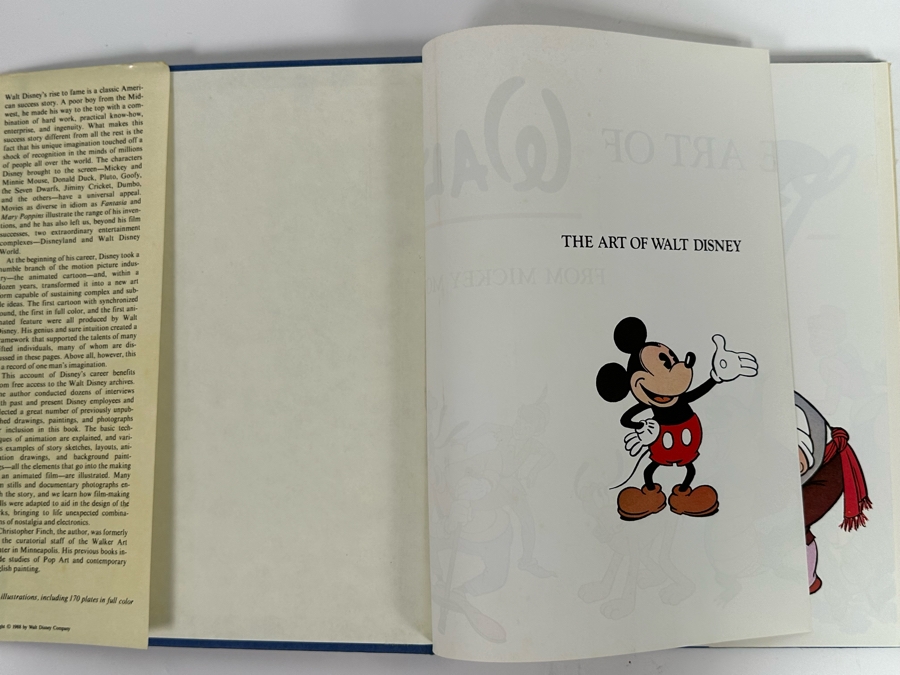 Walt Disney's rise to fame is a classic Ameri-
can success story. A poor boy from the Mid-
west, he made his way to the top with a com-
bination of hard work, practical know-how,
enterprise, and ingenuity. What makes this
success story different from all the rest is the
fact that his unique imagination touched off a
shock of recognition in the minds of millions
of people all over the world. The characters
Disney brought to the screen—Mickey and
Minnie Mouse, Donald Duck, Pluto, Goofy,
the Seven Dwarfs, Jiminy Cricket, Dumbo,
and the others—have a universal appeal.
Movies as diverse in idiom as Fantasia and
Mary Poppins illustrate the range of his inven-
tions, and he has also left us, beyond his film
successes, two extraordinary entertainment
complexes—Disneyland and Walt Disney
World.
At the beginning of his career, Disney took a
humble branch of the motion picture indus-
try—the animated cartoon—and, within a
dozen years, transformed it into a new art
form capable of sustaining complex and sub-
le ideas. The first cartoon with synchronized
ound, the first in full color, and the first ani-
nated feature were all produced by Walt
Disney. His genius and sure intuition created a
ramework that supported the talents of many
ifted individuals, many of whom are dis-
ussed in these pages. Above all, however, this
a record of one man's imagination.
This account of Disney's career benefits
om free access to the Walt Disney archives.
he author conducted dozens of interviews
th past and present Disney employees and
lected a great number of previously unpub-
hed drawings, paintings, and photographs
inclusion in this book. The basic tech-
ques of animation are explained, and vari-
s examples of story sketches, layouts, ani-
ation drawings, and background paint-
s—all the elements that go into the making
an animated film—are illustrated. Many
n stills and documentary photographs en-
h the story, and we learn how film-making
lls were adapted to aid in the design of the
ks, bringing to life unexpected combina-
ns of nostalgia and electronics.
Christopher Finch, the author, was formerly
the curatorial staff of the Walker Art
ter in Minneapolis. His previous books in-
de studies of Pop Art and contemporary
glish painting.
illustrations, including 170 plates in full color
© 1988 by Walt Disney Company
THE ART OF WALT DISNEY